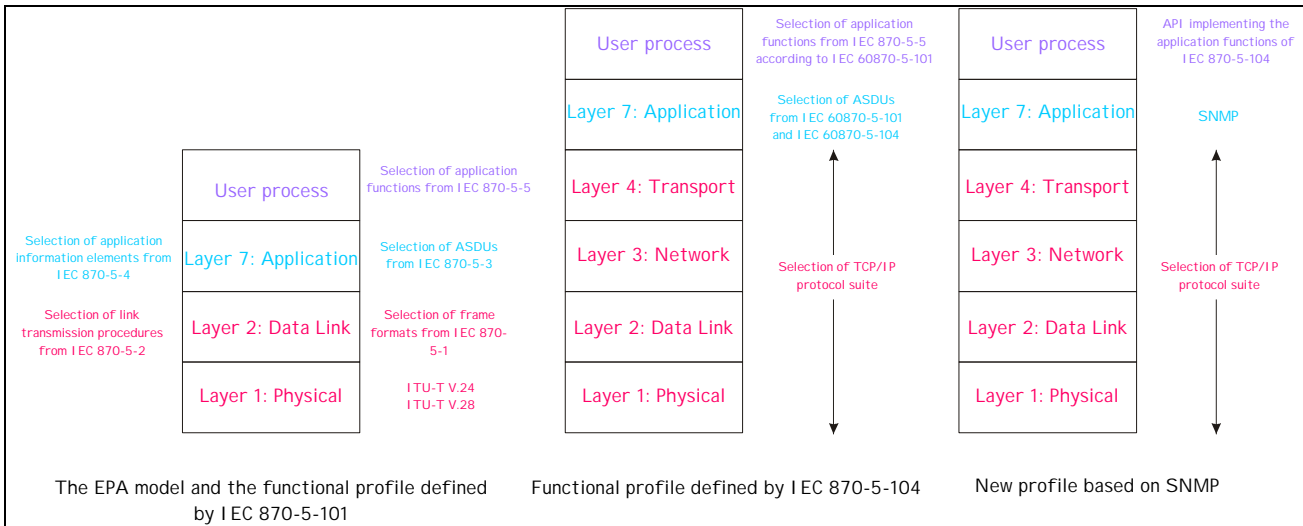 User process
Layer 7: Application
Layer 2: Data Link
Layer 1: Physical
Selection of application
information elements from
IEC 870-5-4
Selection of link
transmission procedures
from IEC 870-5-2
Selection of application
functions from IEC 870-5-5
Selection of ASDUs
from IEC 870-5-3
Selection of frame
formats from IEC 870-
5-1
ITU-T V.24
ITU-T V.28
The EPA model and the functional profile defined
by IEC 870-5-101
User process
Layer 7: Application
Layer 4: Transport
Layer 3: Network
Layer 2: Data Link
Layer 1: Physical
Selection of application
functions from IEC 870-5-5
according to IEC 60870-5-101
Selection of ASDUs
from IEC 60870-5-101
and IEC 60870-5-104
Selection of TCP/IP
protocol suite
Functional profile defined by IEC 870-5-104
User process
Layer 7: Application
Layer 4: Transport
Layer 3: Network
Layer 2: Data Link
Layer 1: Physical
API implementing the
application functions of
IEC 870-5-104
SNMP
Selection of TCP/IP
protocol suite
New profile based on SNMP